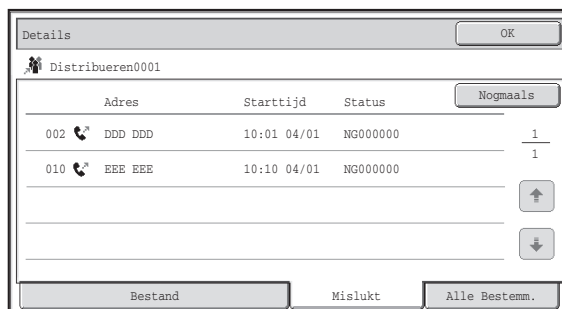 Details OK
Distribueren0001
Adres Starttijd Status Nogmaals
002 DDD DDD 10:01 04/01 NG000000 1
1
010 EEE EEE 10:10 04/01 NG000000
Bestand Mislukt Alle Bestemm.